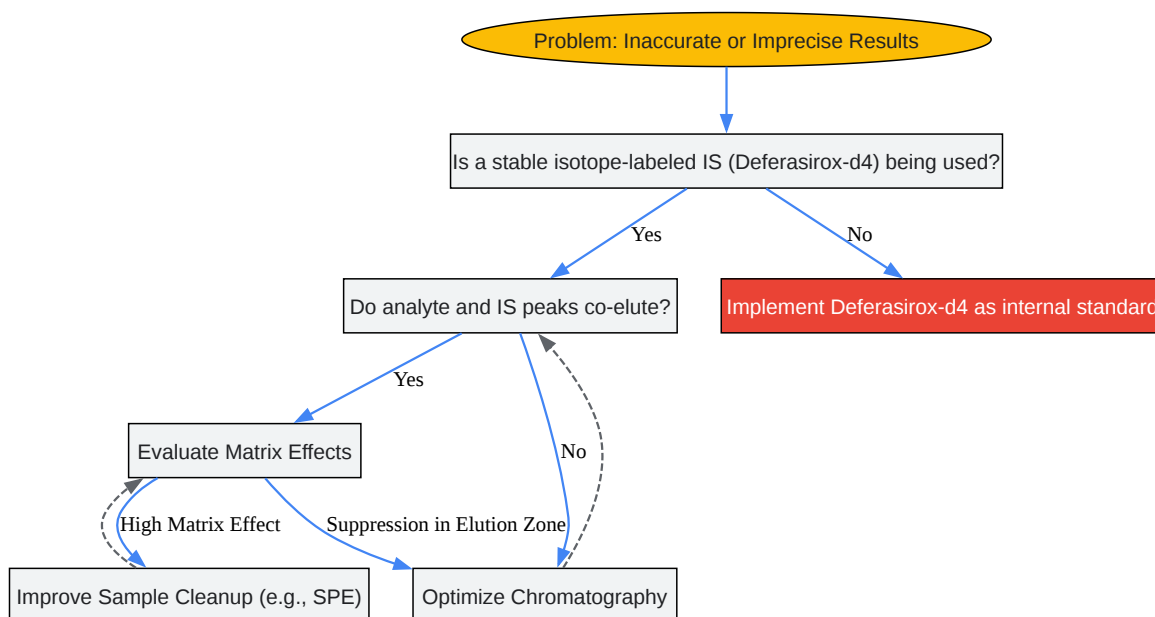 Problem: Inaccurate or Imprecise Results
Is a stable isotope-labeled IS (Deferasirox-d4) being used?
Yes
No
Do analyte and IS peaks co-elute?
Implement Deferasirox-d4 as internal standard
Yes
No
Evaluate Matrix Effects
High Matrix Effect
Suppression in Elution Zone
Improve Sample Cleanup (e.g., SPE)
Optimize Chromatography